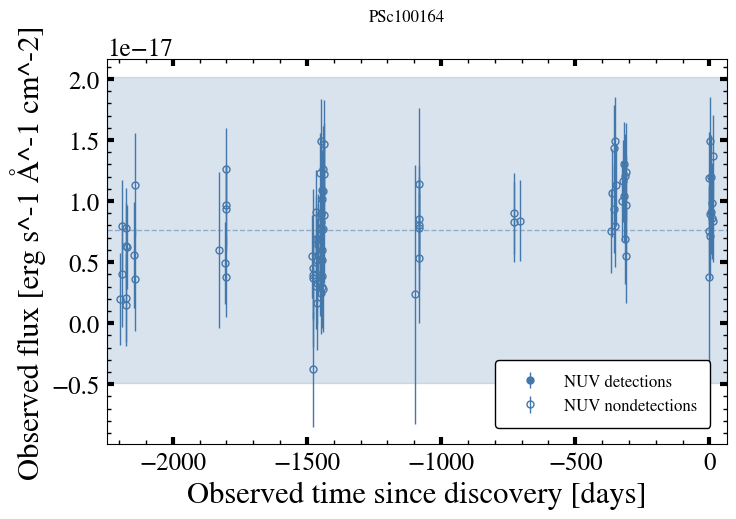 PSc100164
1e−17
Observed flux [erg s^-1 Å^-1 cm^-2]
2.0
1.5
1.0
0.5
0.0
−0.5
NUV detections
NUV nondetections
−2000 −1500 −1000 −500 0
Observed time since discovery [days]